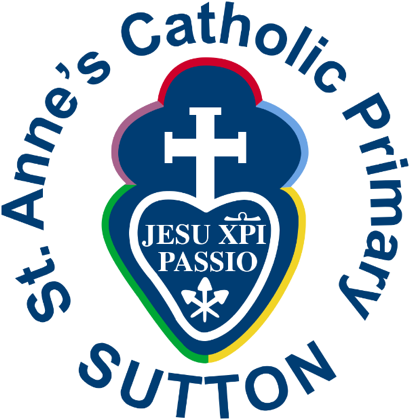 St. Anne's Catholic Primary
JESU XPI
PASSIO
SUTTON